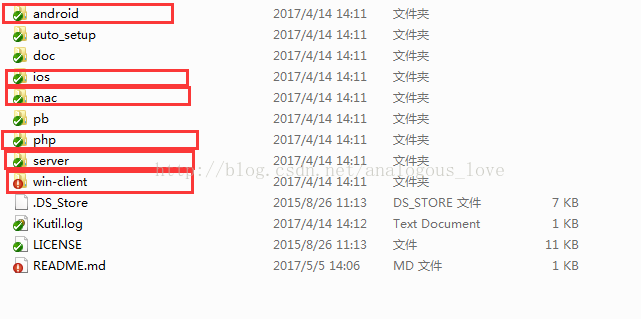 android 2017/4/14 14:11 文件夹
auto_setup 2017/4/14 14:11 文件夹
doc 2017/4/14 14:11 文件夹
ios 2017/4/14 14:11 文件夹
mac 2017/4/14 14:11 文件夹
pb 2017/4/14 14:11 文件夹
php 2017/4/14 14:11 文件夹
server 2017/4/14 14:11 文件夹
http://blog.csdn.net/analogous_love
win-client 2017/4/14 14:11 文件夹
.DS_Store 2015/8/26 11:13 DS_STORE 文件 7 KB
iKutil.log 2017/4/14 14:11 Text Document 1 KB
LICENSE 2015/8/26 11:13 文件 11 KB
README.md 2017/5/5 14:06 MD 文件 1 KB